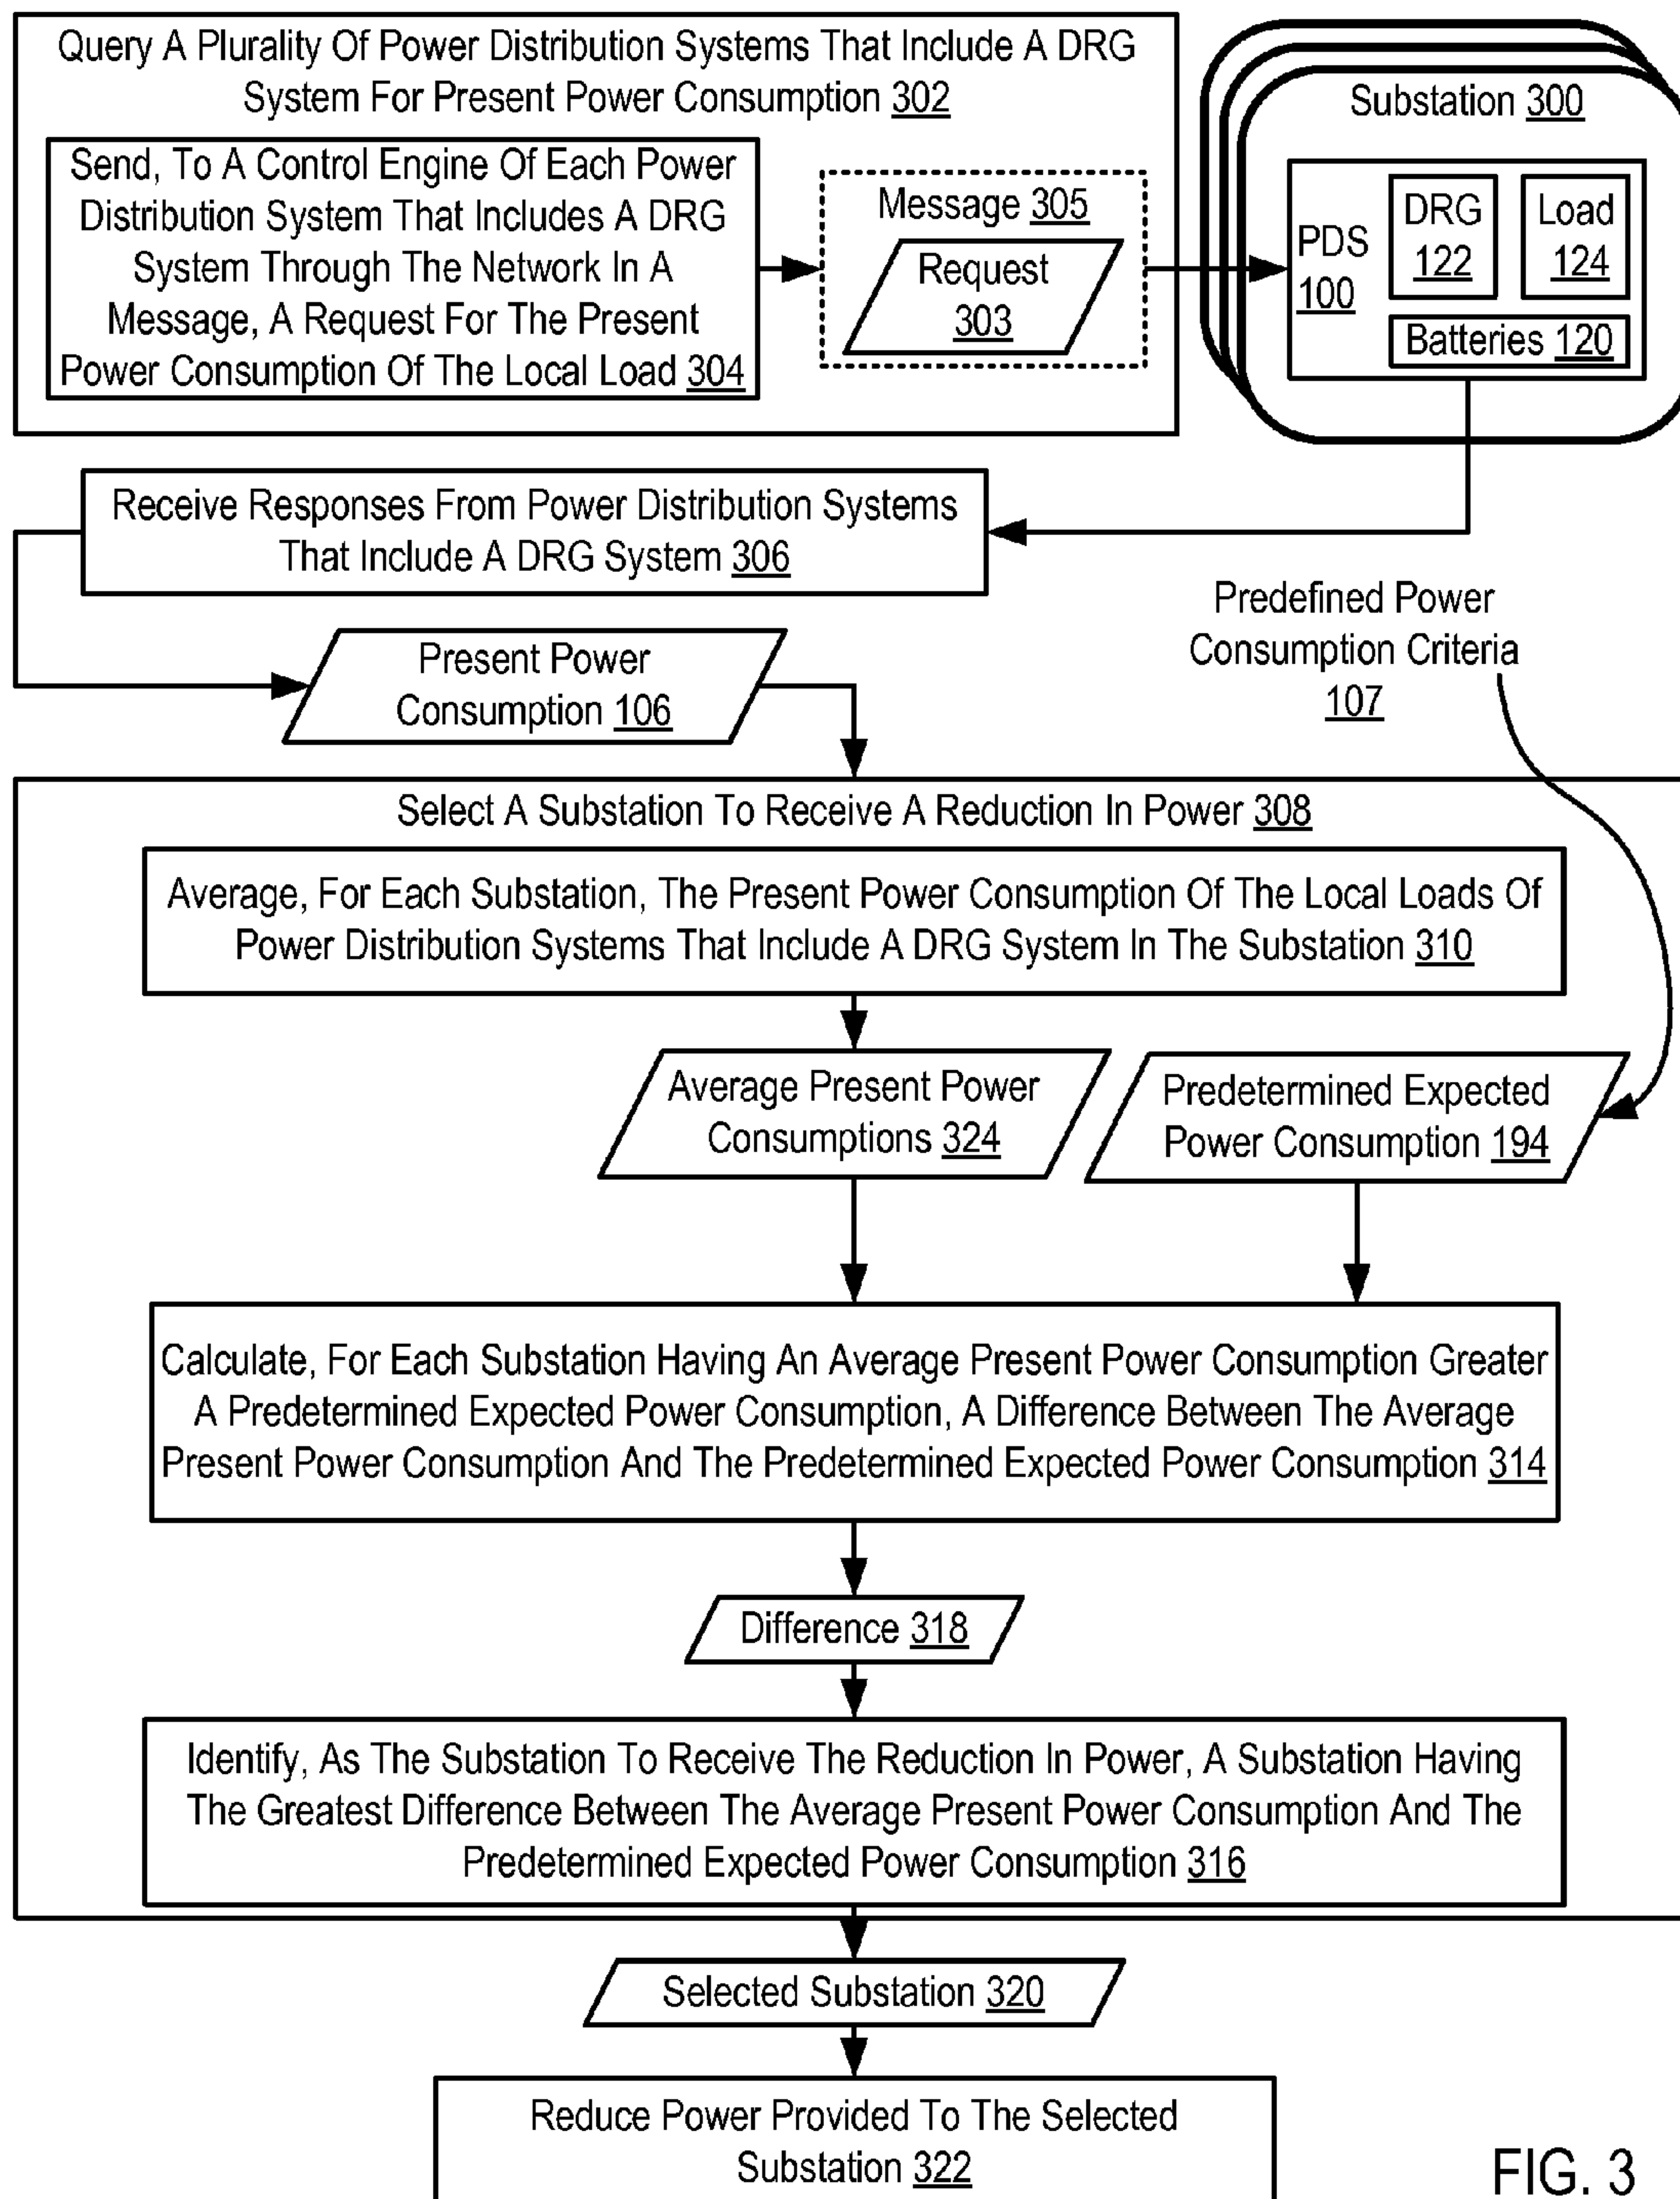 Query A Plurality Of Power Distribution Systems That Include A DRG
System For Present Power Consumption 302
Send, To A Control Engine Of Each Power
Distribution System That Includes A DRG
System Through The Network In A
Message, A Request For The Present
Power Consumption Of The Local Load 304
Message 305
Request
303
Substation 300
PDS
100
DRG
122
Load
124
Batteries 120
Receive Responses From Power Distribution Systems
That Include A DRG System 306
Predefined Power
Consumption Criteria
107
Present Power
Consumption 106
Select A Substation To Receive A Reduction In Power 308
Average, For Each Substation, The Present Power Consumption Of The Local Loads Of
Power Distribution Systems That Include A DRG System In The Substation 310
Average Present Power
Consumptions 324
Predetermined Expected
Power Consumption 194
Calculate, For Each Substation Having An Average Present Power Consumption Greater
A Predetermined Expected Power Consumption, A Difference Between The Average
Present Power Consumption And The Predetermined Expected Power Consumption 314
Difference 318
Identify, As The Substation To Receive The Reduction In Power, A Substation Having
The Greatest Difference Between The Average Present Power Consumption And The
Predetermined Expected Power Consumption 316
Selected Substation 320
Reduce Power Provided To The Selected
Substation 322
FIG. 3